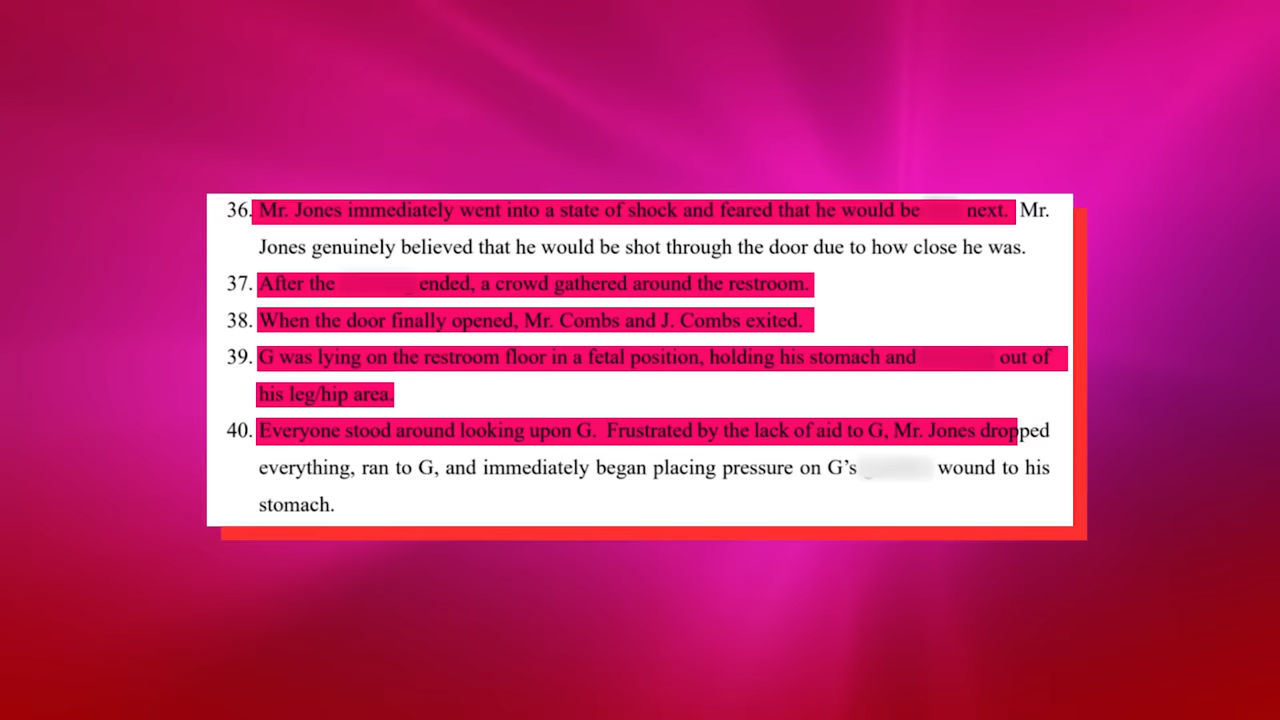 36. Mr. Jones immediately went into a state of shock and feared that he would be next. Mr.
Jones genuinely believed that he would be shot through the door due to how close he was.
37. After the ended, a crowd gathered around the restroom.
38. When the door finally opened, Mr. Combs and J. Combs exited.
39. G was lying on the restroom floor in a fetal position, holding his stomach and out of
his leg/hip area.
40. Everyone stood around looking upon G. Frustrated by the lack of aid to G, Mr. Jones dropped
everything, ran to G, and immediately began placing pressure on G’s wound to his
stomach.